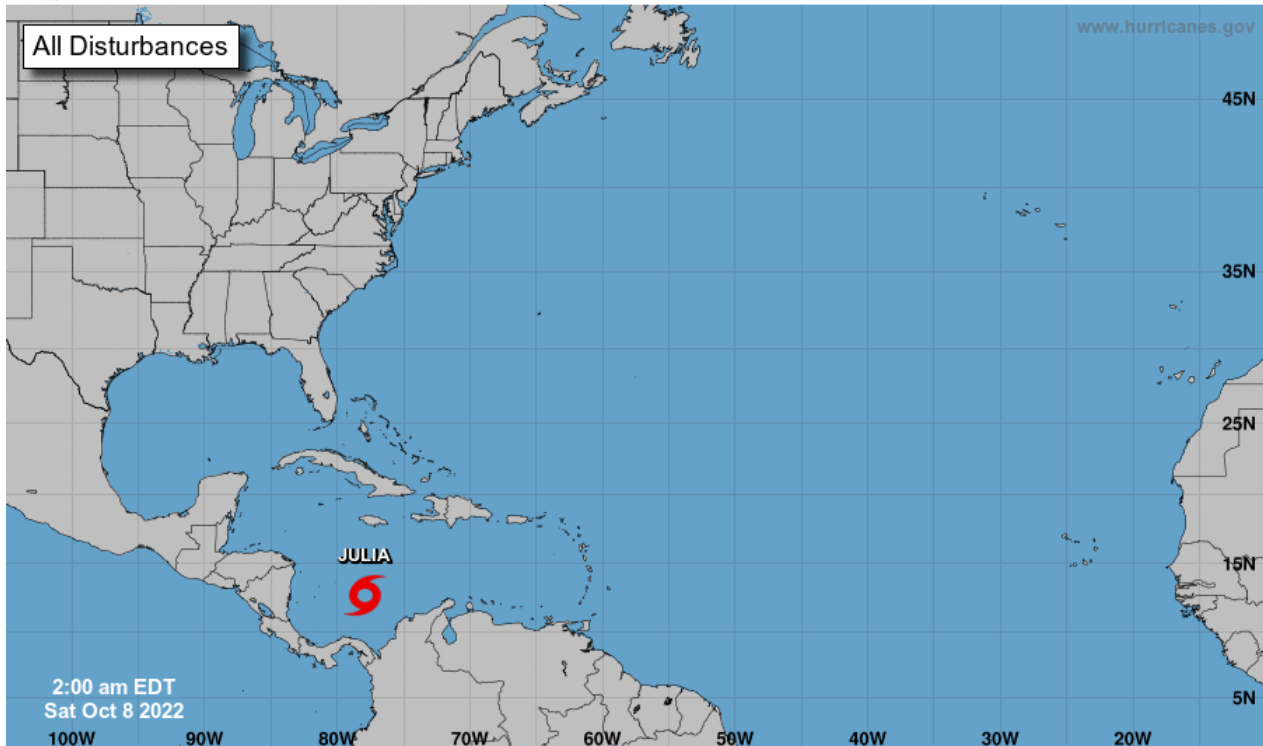 All Disturbances
www.hurricanes.gov
45N
35N
25N
JULIA
15N
2:00 am EDT
Sat Oct 8 2022
5N
100W 90W 80W 70W 60W 50W 40W 30W 20W